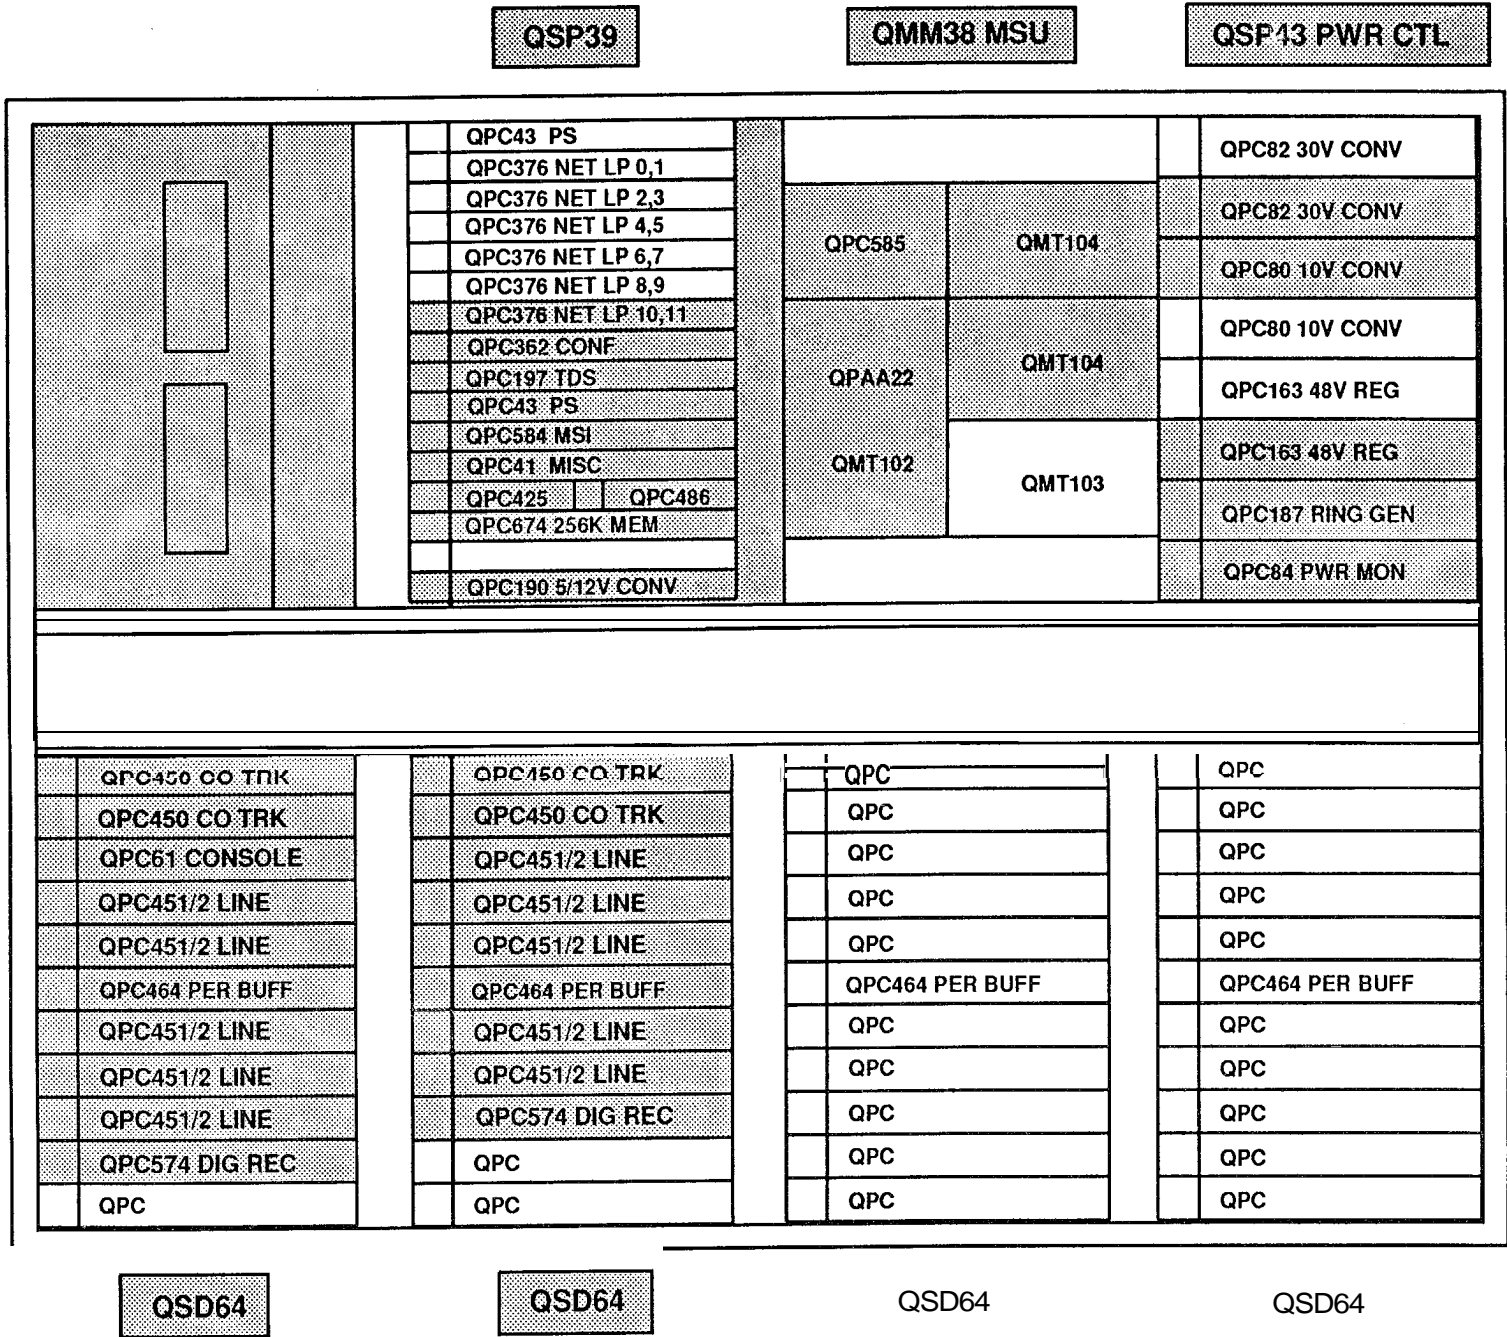 QSP39
QMM38 MSU
QSP43 PWR CTL
QPC43 PS
QPC376 NET LP 0,1
QPC376 NET LP 2,3
QPC376 NET LP 4,5
QPC376 NET LP 6,7
QPC376 NET LP 8,9
QPC376 NET LP 10,11
QPC362 CONF
QPC197 TDS
QPC43 PS
QPC584 MSI
QPC41 MISC
QPC425
QPC486
QPC674 256K MEM
QPC190 5/12V CONV
QPC585
QMT104
QPAA22
QMT104
QMT102
QMT103
QPC82 30V CONV
QPC82 30V CONV
QPC80 10V CONV
QPC80 10V CONV
QPC163 48V REG
QPC163 48V REG
QPC187 RING GEN
QPC84 PWR MON
QPC450 CO TRK
QPC450 CO TRK
QPC61 CONSOLE
QPC451/2 LINE
QPC451/2 LINE
QPC464 PER BUFF
QPC451/2 LINE
QPC451/2 LINE
QPC451/2 LINE
QPC574 DIG REC
QPC
QSD64
QPC450 CO TRK
QPC450 CO TRK
QPC451/2 LINE
QPC451/2 LINE
QPC451/2 LINE
QPC464 PER BUFF
QPC451/2 LINE
QPC451/2 LINE
QPC574 DIG REC
QPC
QPC
QSD64
QPC
QPC
QPC
QPC
QPC
QPC464 PER BUFF
QPC
QPC
QPC
QPC
QPC
QSD64
QPC
QPC
QPC
QPC
QPC
QPC464 PER BUFF
QPC
QPC
QPC
QPC
QPC
QSD64